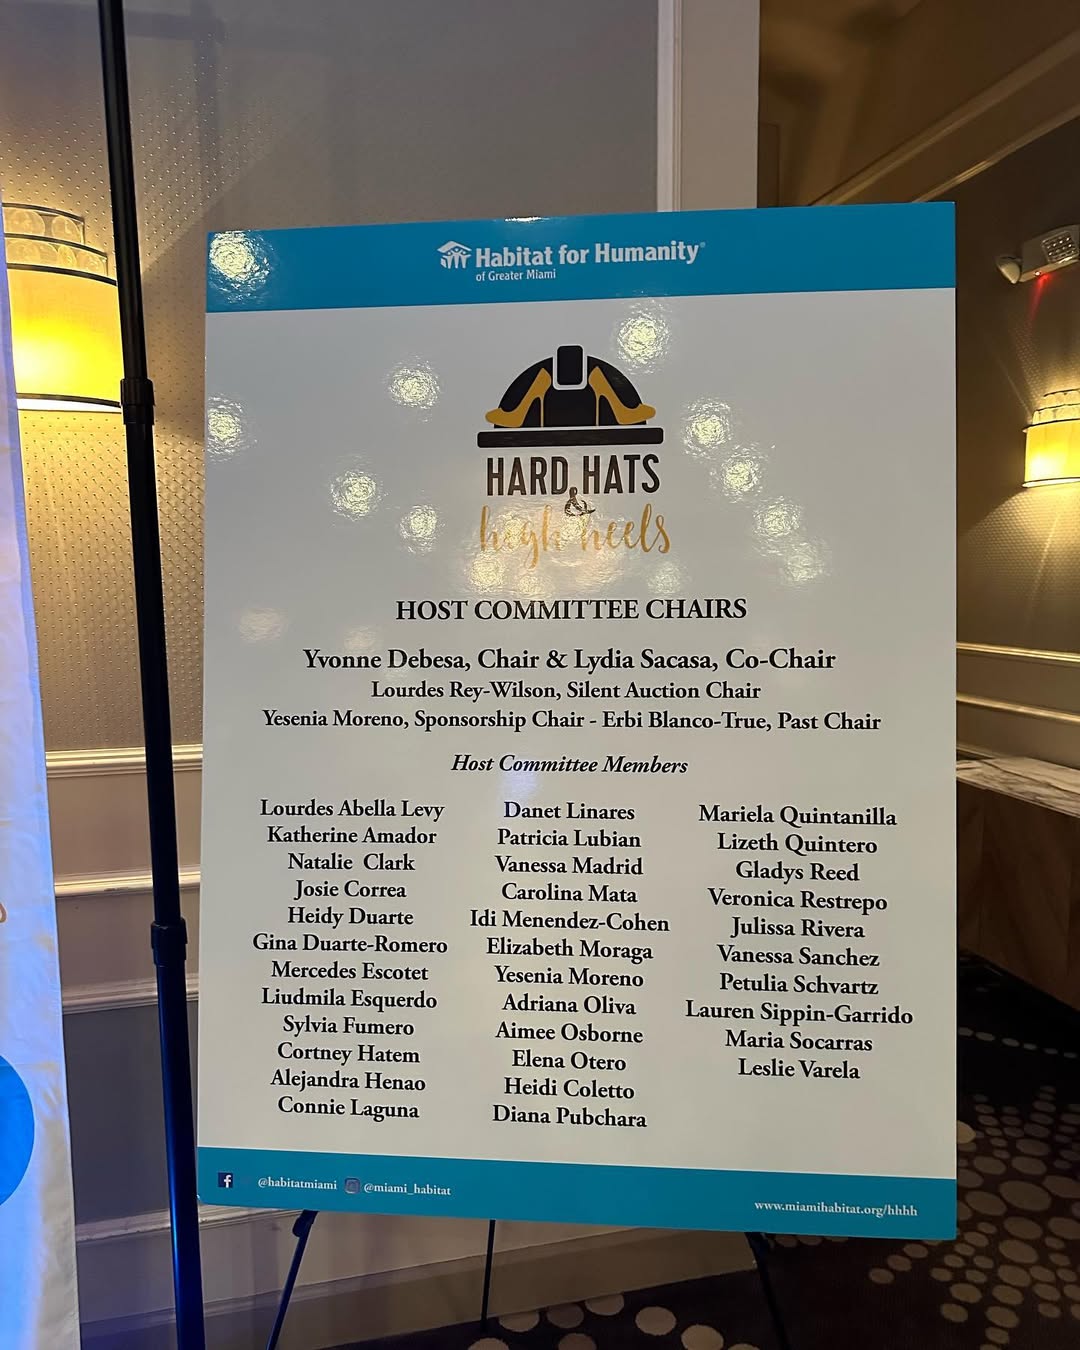 Habitat for Humanity®
of Greater Miami
HARD HATS
&
high heels
HOST COMMITTEE CHAIRS
Yvonne Debesa, Chair & Lydia Sacasa, Co-Chair
Lourdes Rey-Wilson, Silent Auction Chair
Yesenia Moreno, Sponsorship Chair - Erbi Blanco-True, Past Chair
Host Committee Members
Lourdes Abella Levy
Katherine Amador
Natalie Clark
Josie Correa
Heidy Duarte
Gina Duarte-Romero
Mercedes Escotet
Liudmila Esquerdo
Sylvia Fumero
Cortney Hatem
Alejandra Henao
Connie Laguna
Danet Linares
Patricia Lubian
Vanessa Madrid
Carolina Mata
Idi Menendez-Cohen
Elizabeth Moraga
Yesenia Moreno
Adriana Oliva
Aimee Osborne
Elena Otero
Heidi Coletto
Diana Pubchara
Mariela Quintanilla
Lizeth Quintero
Gladys Reed
Veronica Restrepo
Julissa Rivera
Vanessa Sanchez
Petulia Schvartz
Lauren Sippin-Garrido
Maria Socarras
Leslie Varela
@habitatmiami @miami_habitat
www.miamihabitat.org/hhhh